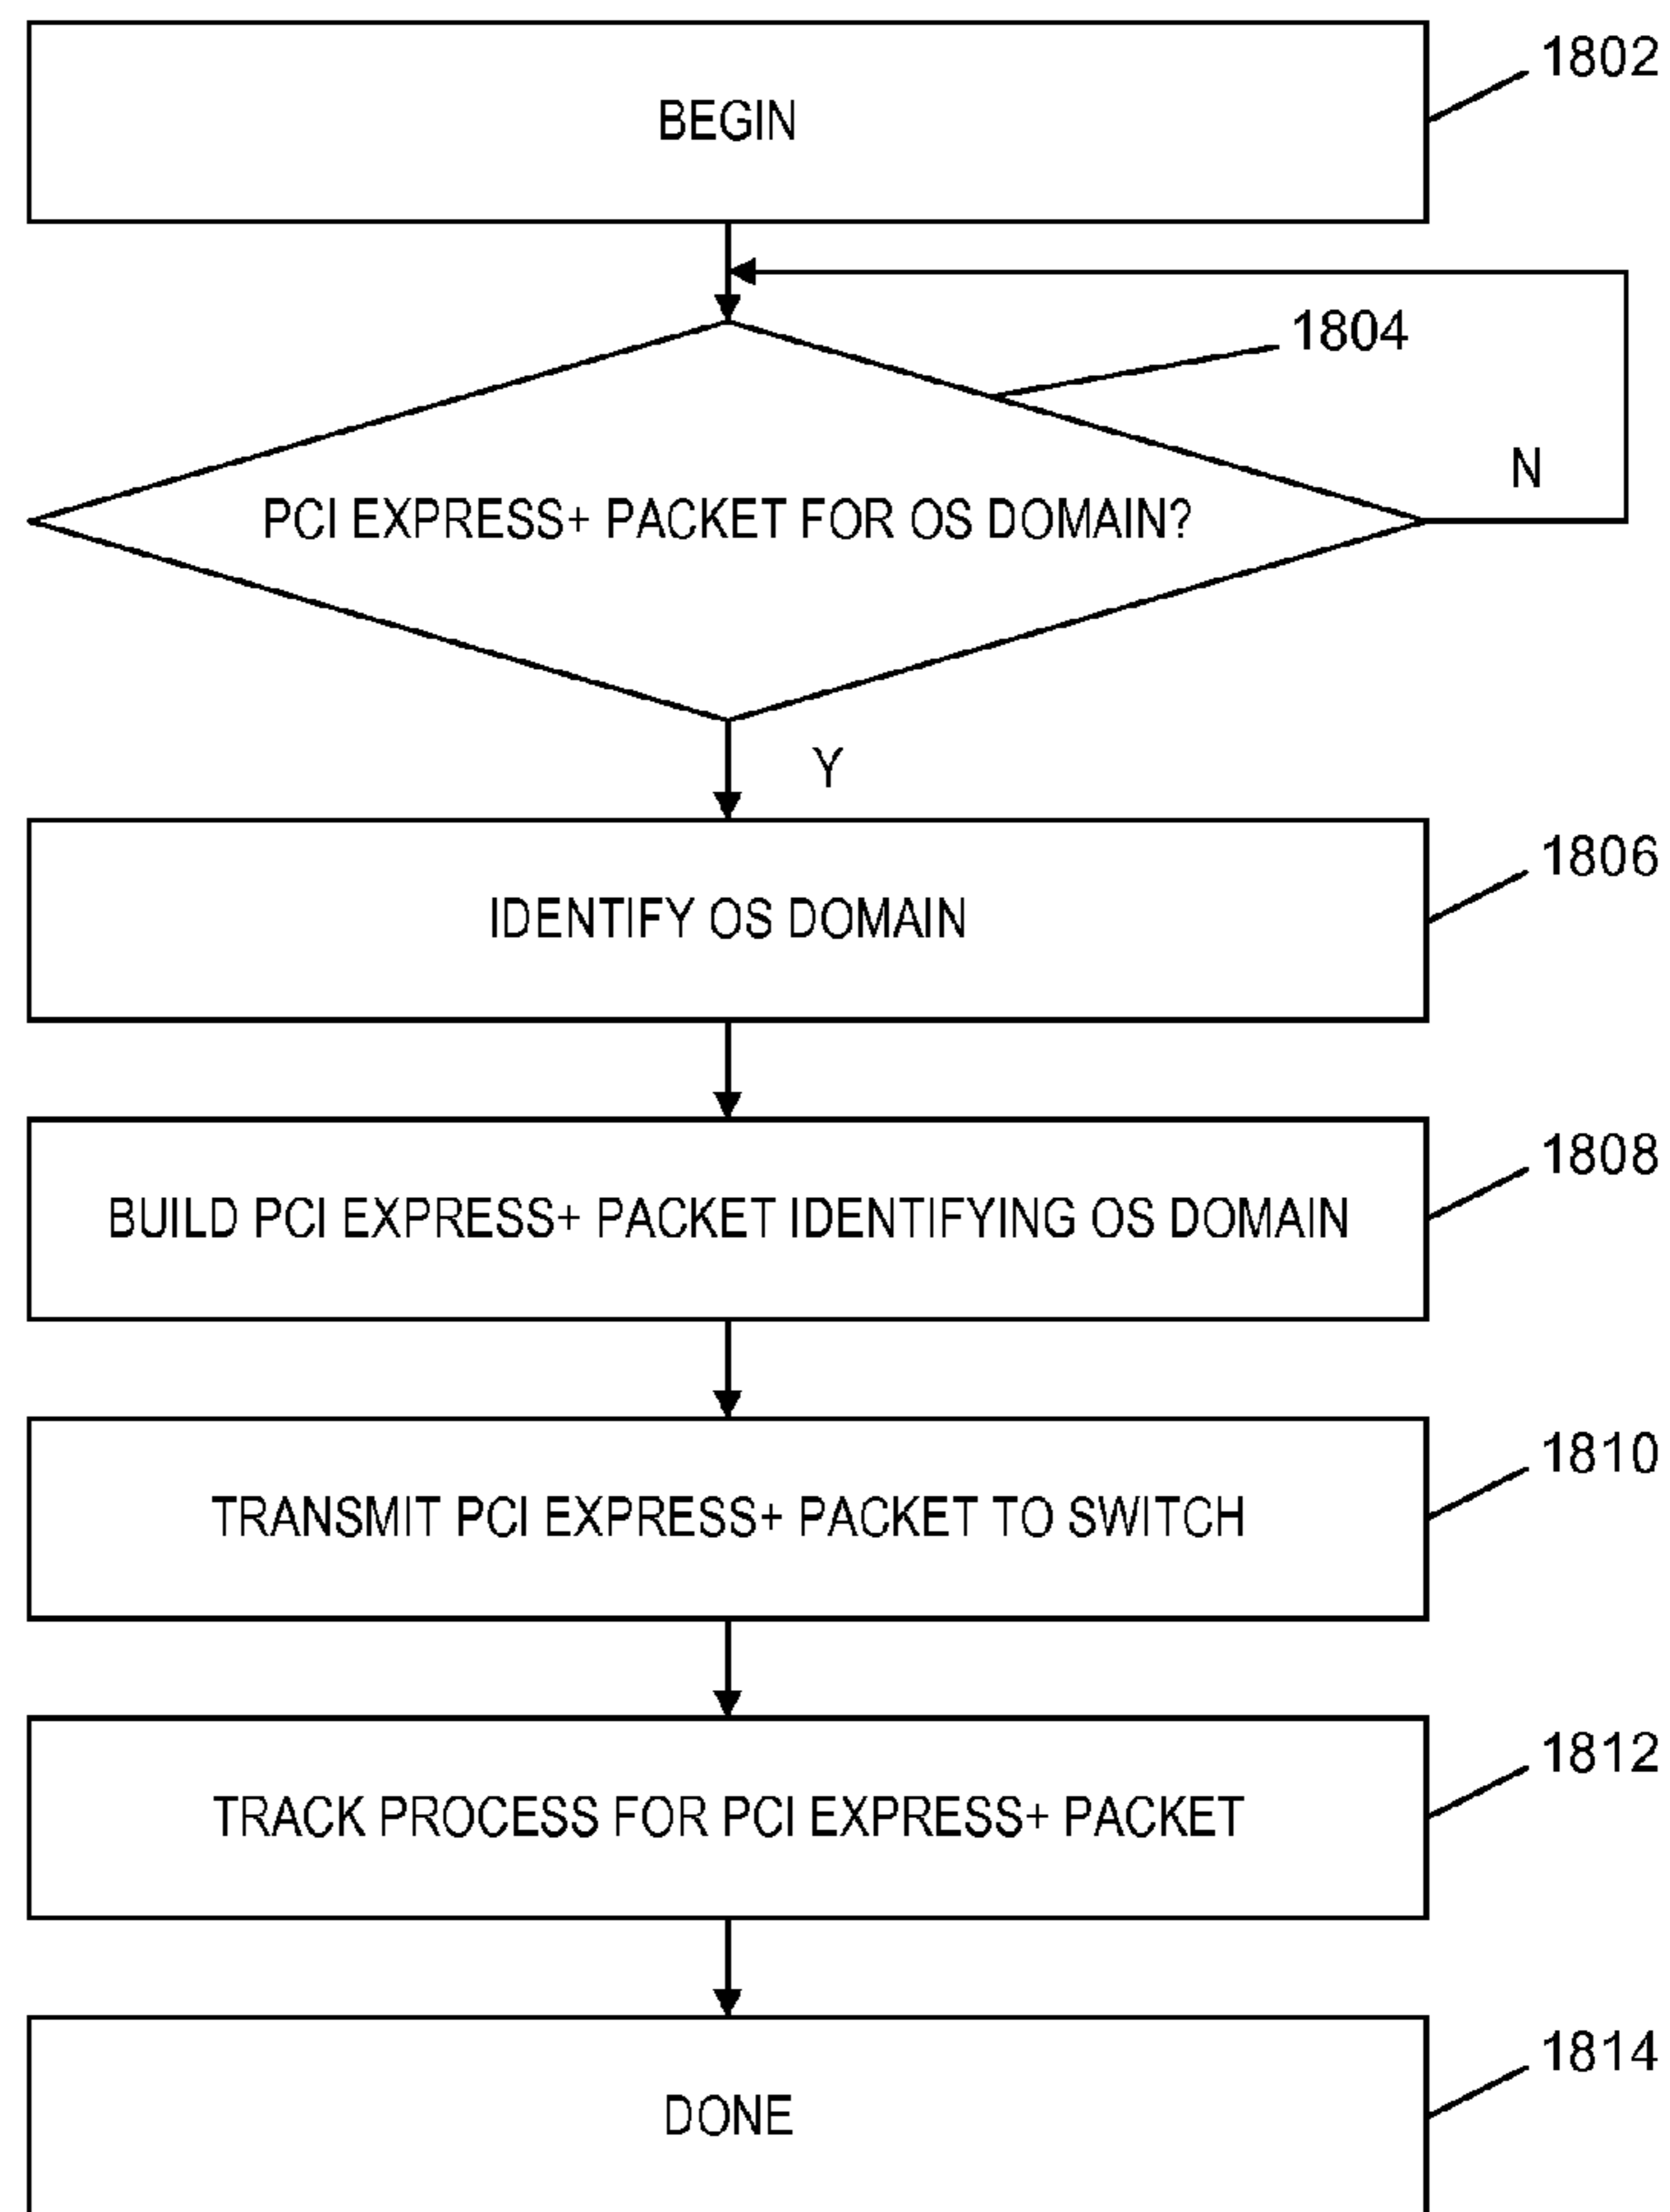 1802
BEGIN
1804
N
PCI EXPRESS+ PACKET FOR OS DOMAIN?
Y
1806
IDENTIFY OS DOMAIN
1808
BUILD PCI EXPRESS+ PACKET IDENTIFYING OS DOMAIN
1810
TRANSMIT PCI EXPRESS+ PACKET TO SWITCH
1812
TRACK PROCESS FOR PCI EXPRESS+ PACKET
1814
DONE